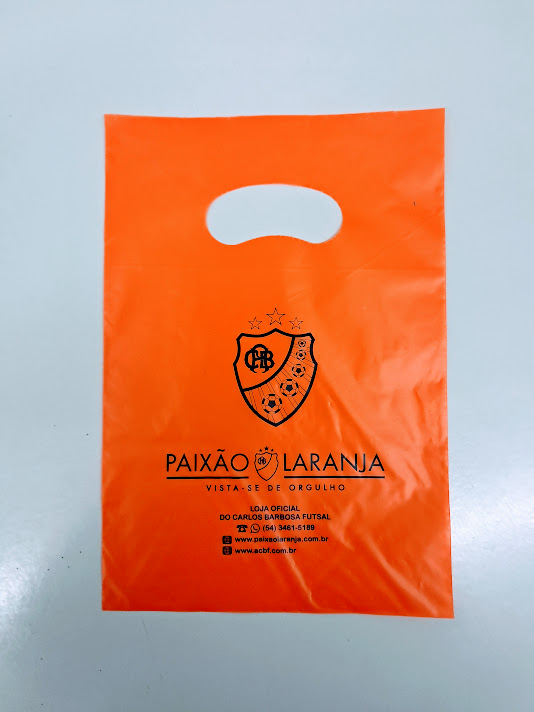 ACBF
PAIXÃO LARANJA
VISTA-SE DE ORGULHO
LOJA OFICIAL
DO CARLOS BARBOSA FUTSAL
(54) 3461-5189
www.paixaolaranja.com.br
www.acbf.com.br